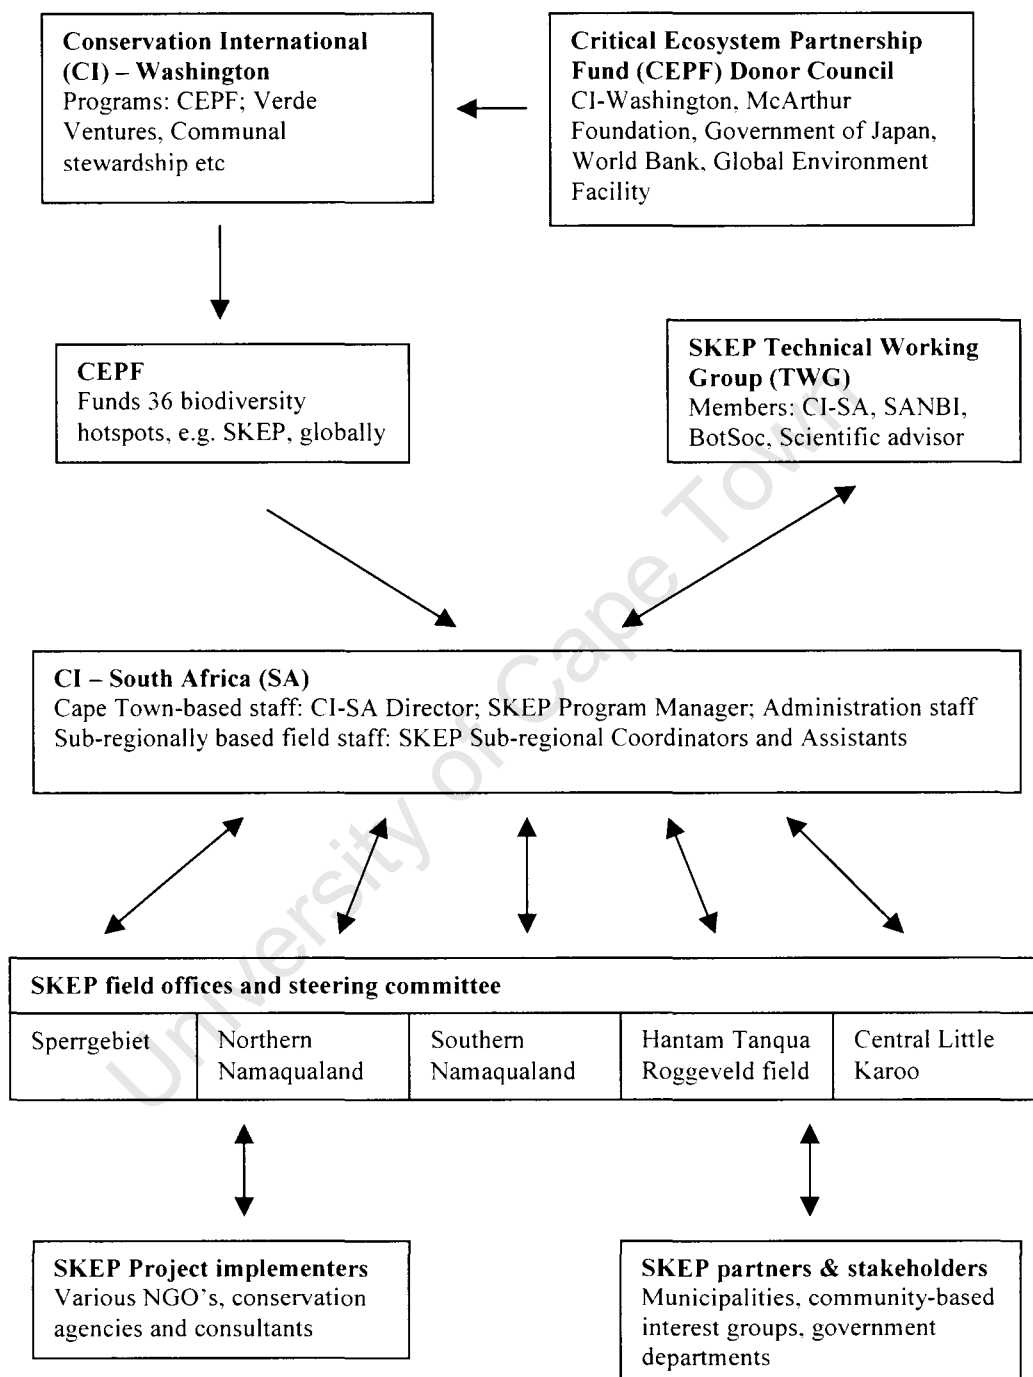 Conservation International
(CI) – Washington
Programs: CEPF; Verde
Ventures, Communal
stewardship etc
Critical Ecosystem Partnership
Fund (CEPF) Donor Council
CI-Washington, McArthur
Foundation, Government of Japan,
World Bank, Global Environment
Facility
CEPF
Funds 36 biodiversity
hotspots, e.g. SKEP, globally
SKEP Technical Working
Group (TWG)
Members: CI-SA, SANBI,
BotSoc, Scientific advisor
CI – South Africa (SA)
Cape Town-based staff: CI-SA Director; SKEP Program Manager; Administration staff
Sub-regionally based field staff: SKEP Sub-regional Coordinators and Assistants
SKEP field offices and steering committee
Sperrgebiet
Northern
Namaqualand
Southern
Namaqualand
Hantam Tanqua
Roggeveld field
Central Little
Karoo
SKEP Project implementers
Various NGO's, conservation
agencies and consultants
SKEP partners & stakeholders
Municipalities, community-based
interest groups, government
departments
University of Cape Town